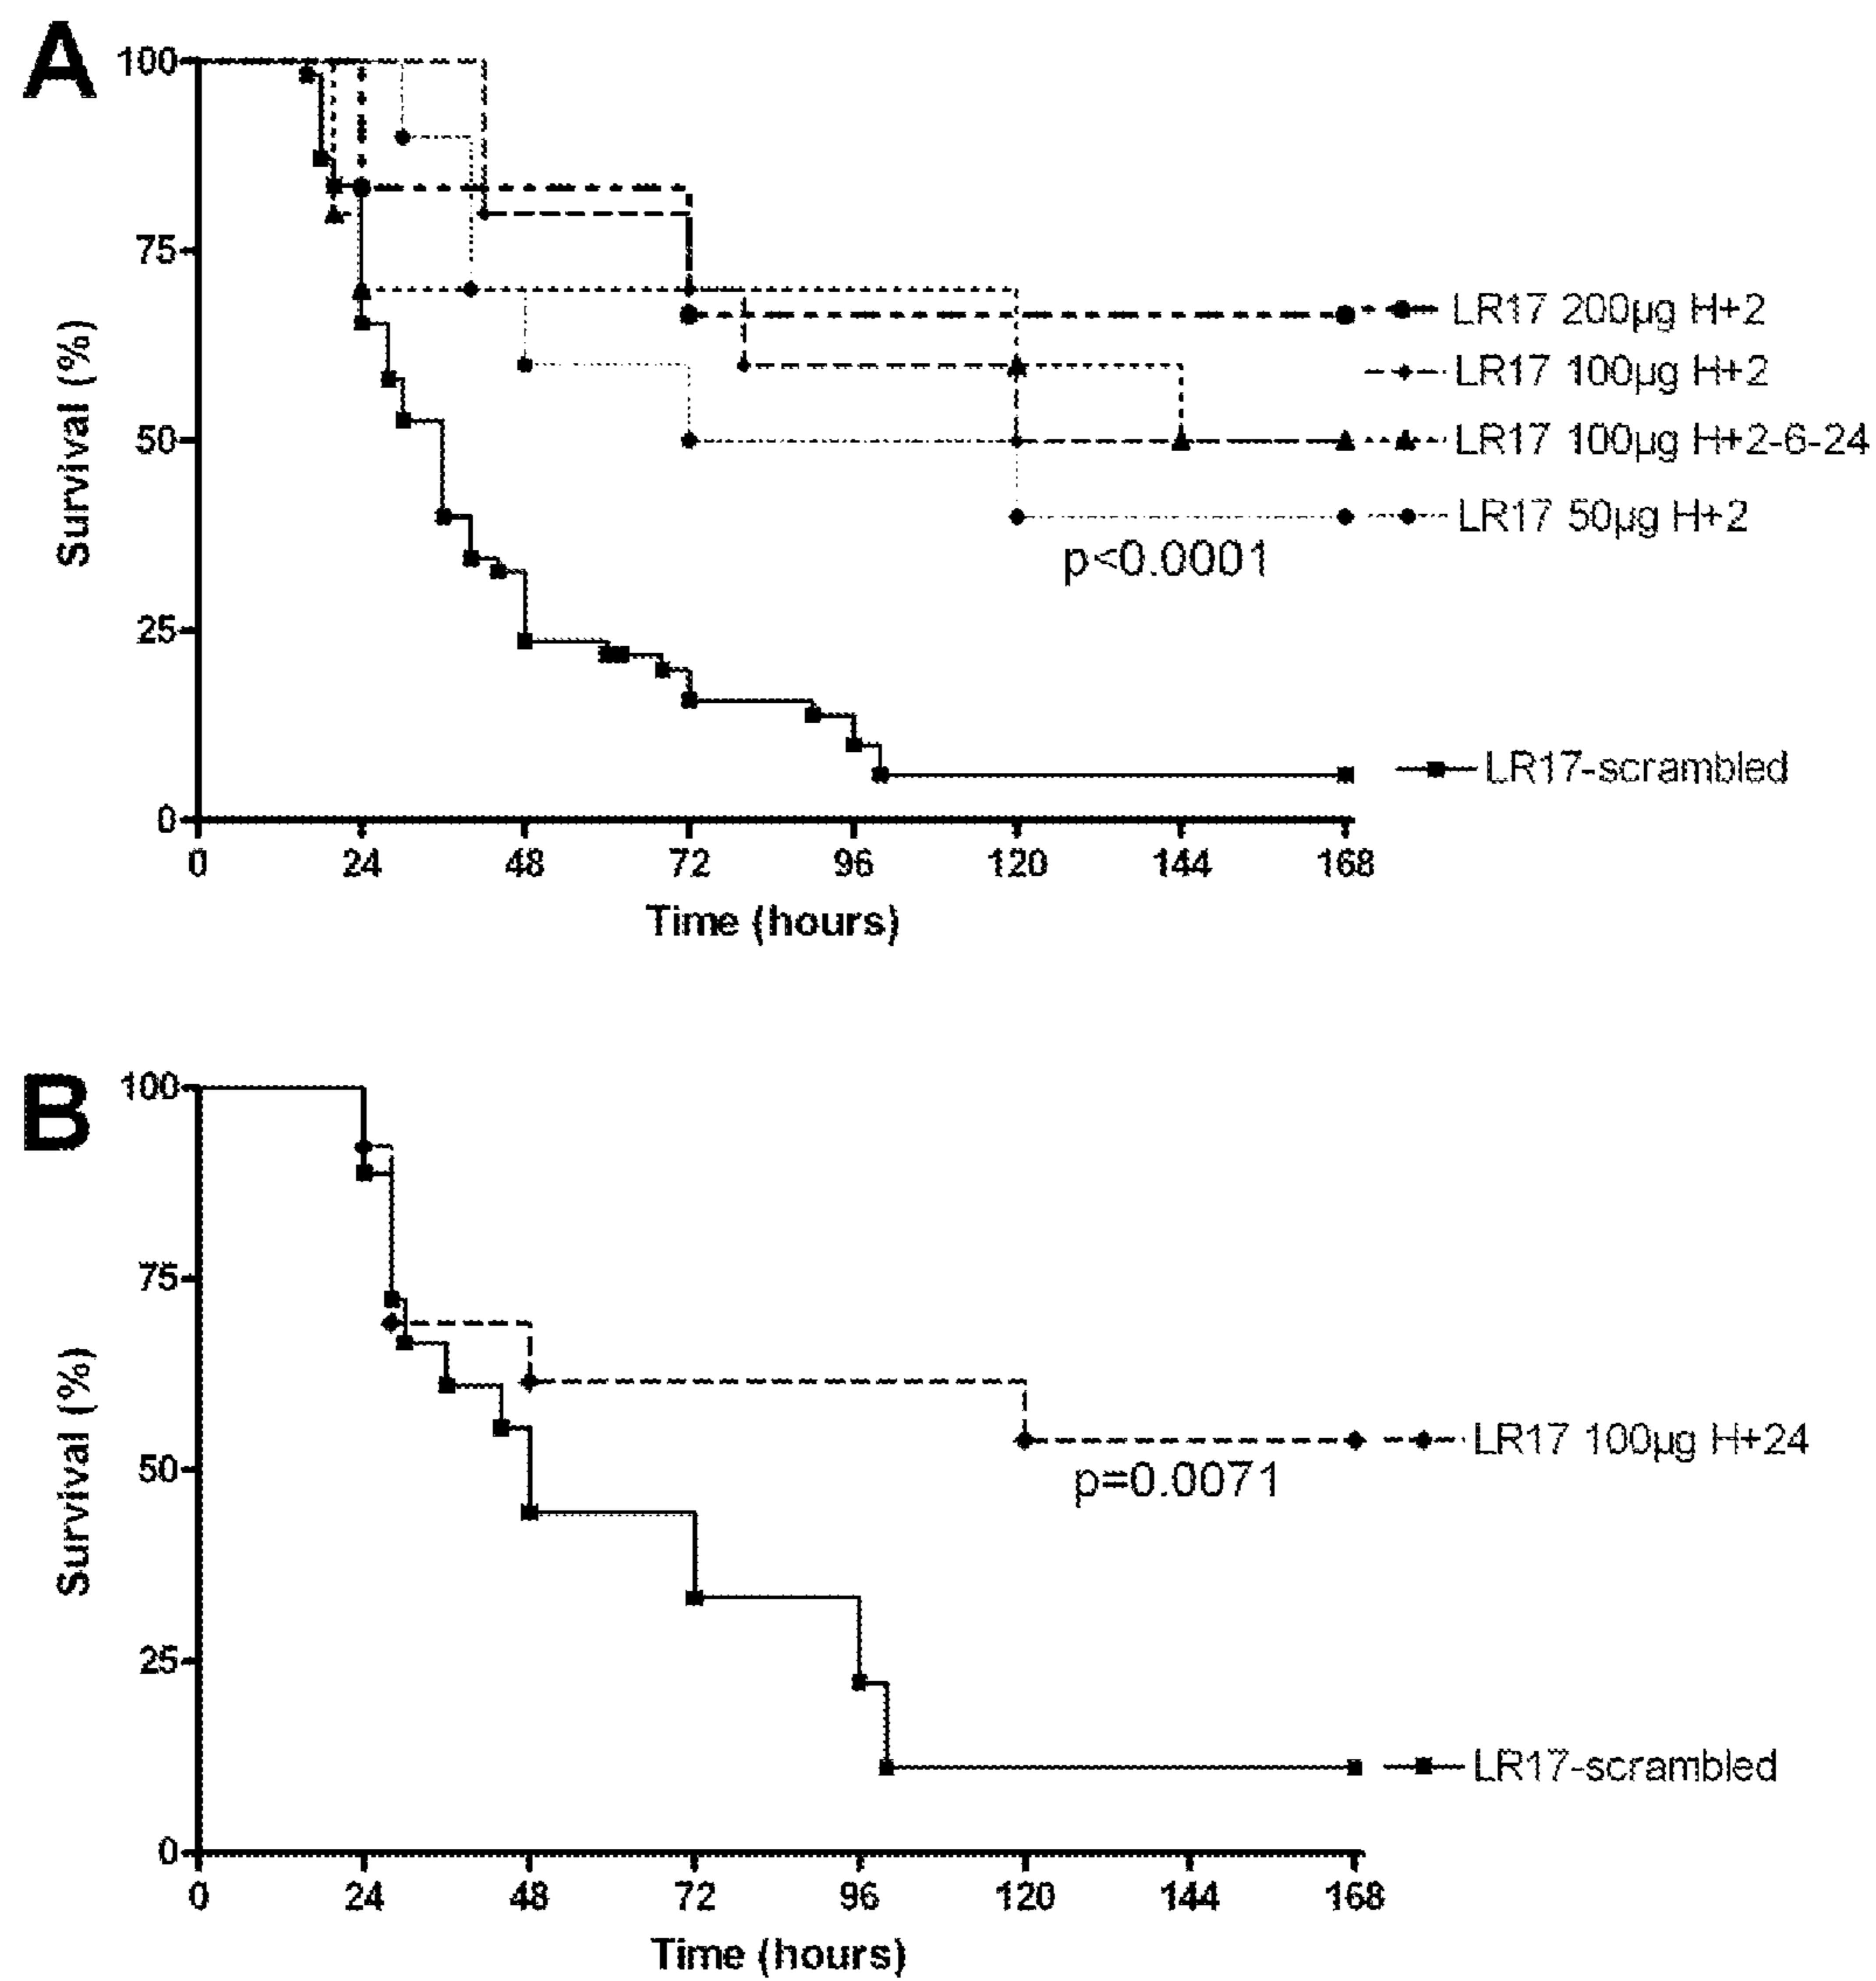 A
Survival (%)
100
75
50
25
0
0 24 48 72 96 120 144 168
Time (hours)
LR17 200µg H+2
LR17 100µg H+2
LR17 100µg H+2-6-24
LR17 50µg H+2
p<0.0001
LR17-scrambled
B
Survival (%)
100
75
50
25
0
0 24 48 72 96 120 144 168
Time (hours)
LR17 100µg H+24
p=0.0071
LR17-scrambled